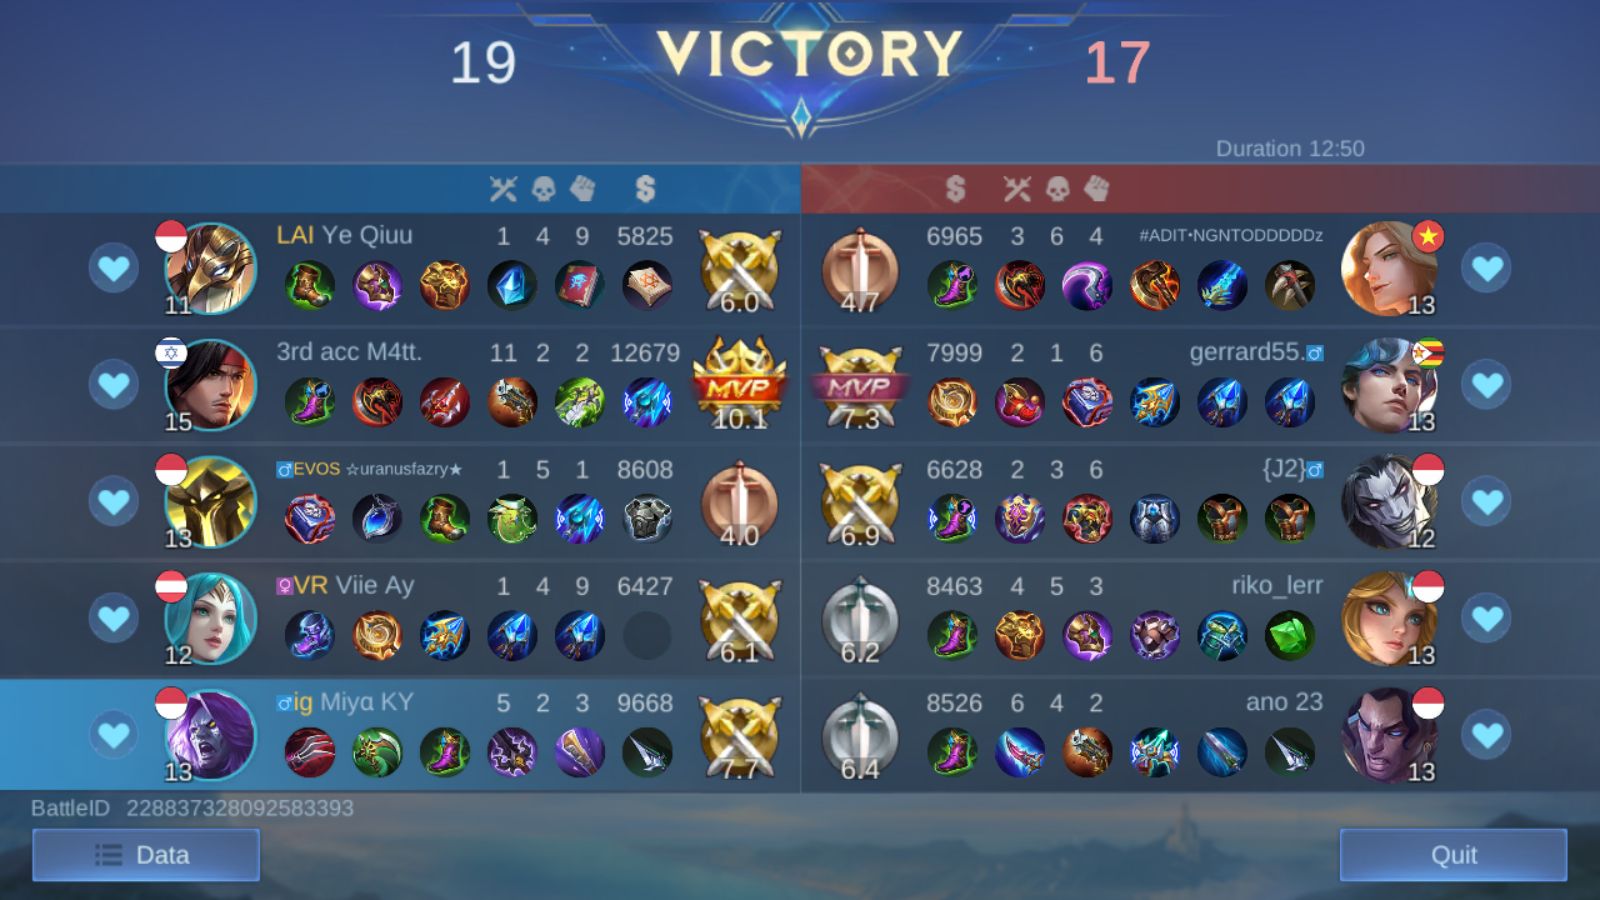 19 VICTORY 17
Duration 12:50
LAI Ye Qiuu 1 4 9 5825
11 6.0
4.7 6965 3 6 4 #ADIT•NGNTODDDDDz
13
3rd acc M4tt. 11 2 2 12679
15 MVP 10.1
MVP 7.3 7999 2 1 6 gerrard55.♂
13
♂EVOS ☆uranusfazry★ 1 5 1 8608
13 4.0
6.9 6628 2 3 6 {J2}♂
12
♀VR Viie Ay 1 4 9 6427
12 6.1
6.2 8463 4 5 3 riko_lerr
13
♂ig Miyα KY 5 2 3 9668
13 7.7
6.4 8526 6 4 2 ano 23
13
BattleID 228837328092583393
Data
Quit